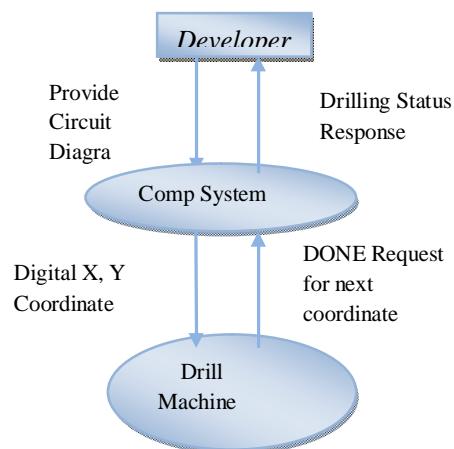 Developer
Provide
Circuit
Diagra
Drilling Status
Response
Comp System
Digital X, Y
Coordinate
DONE Request
for next
coordinate
Drill
Machine